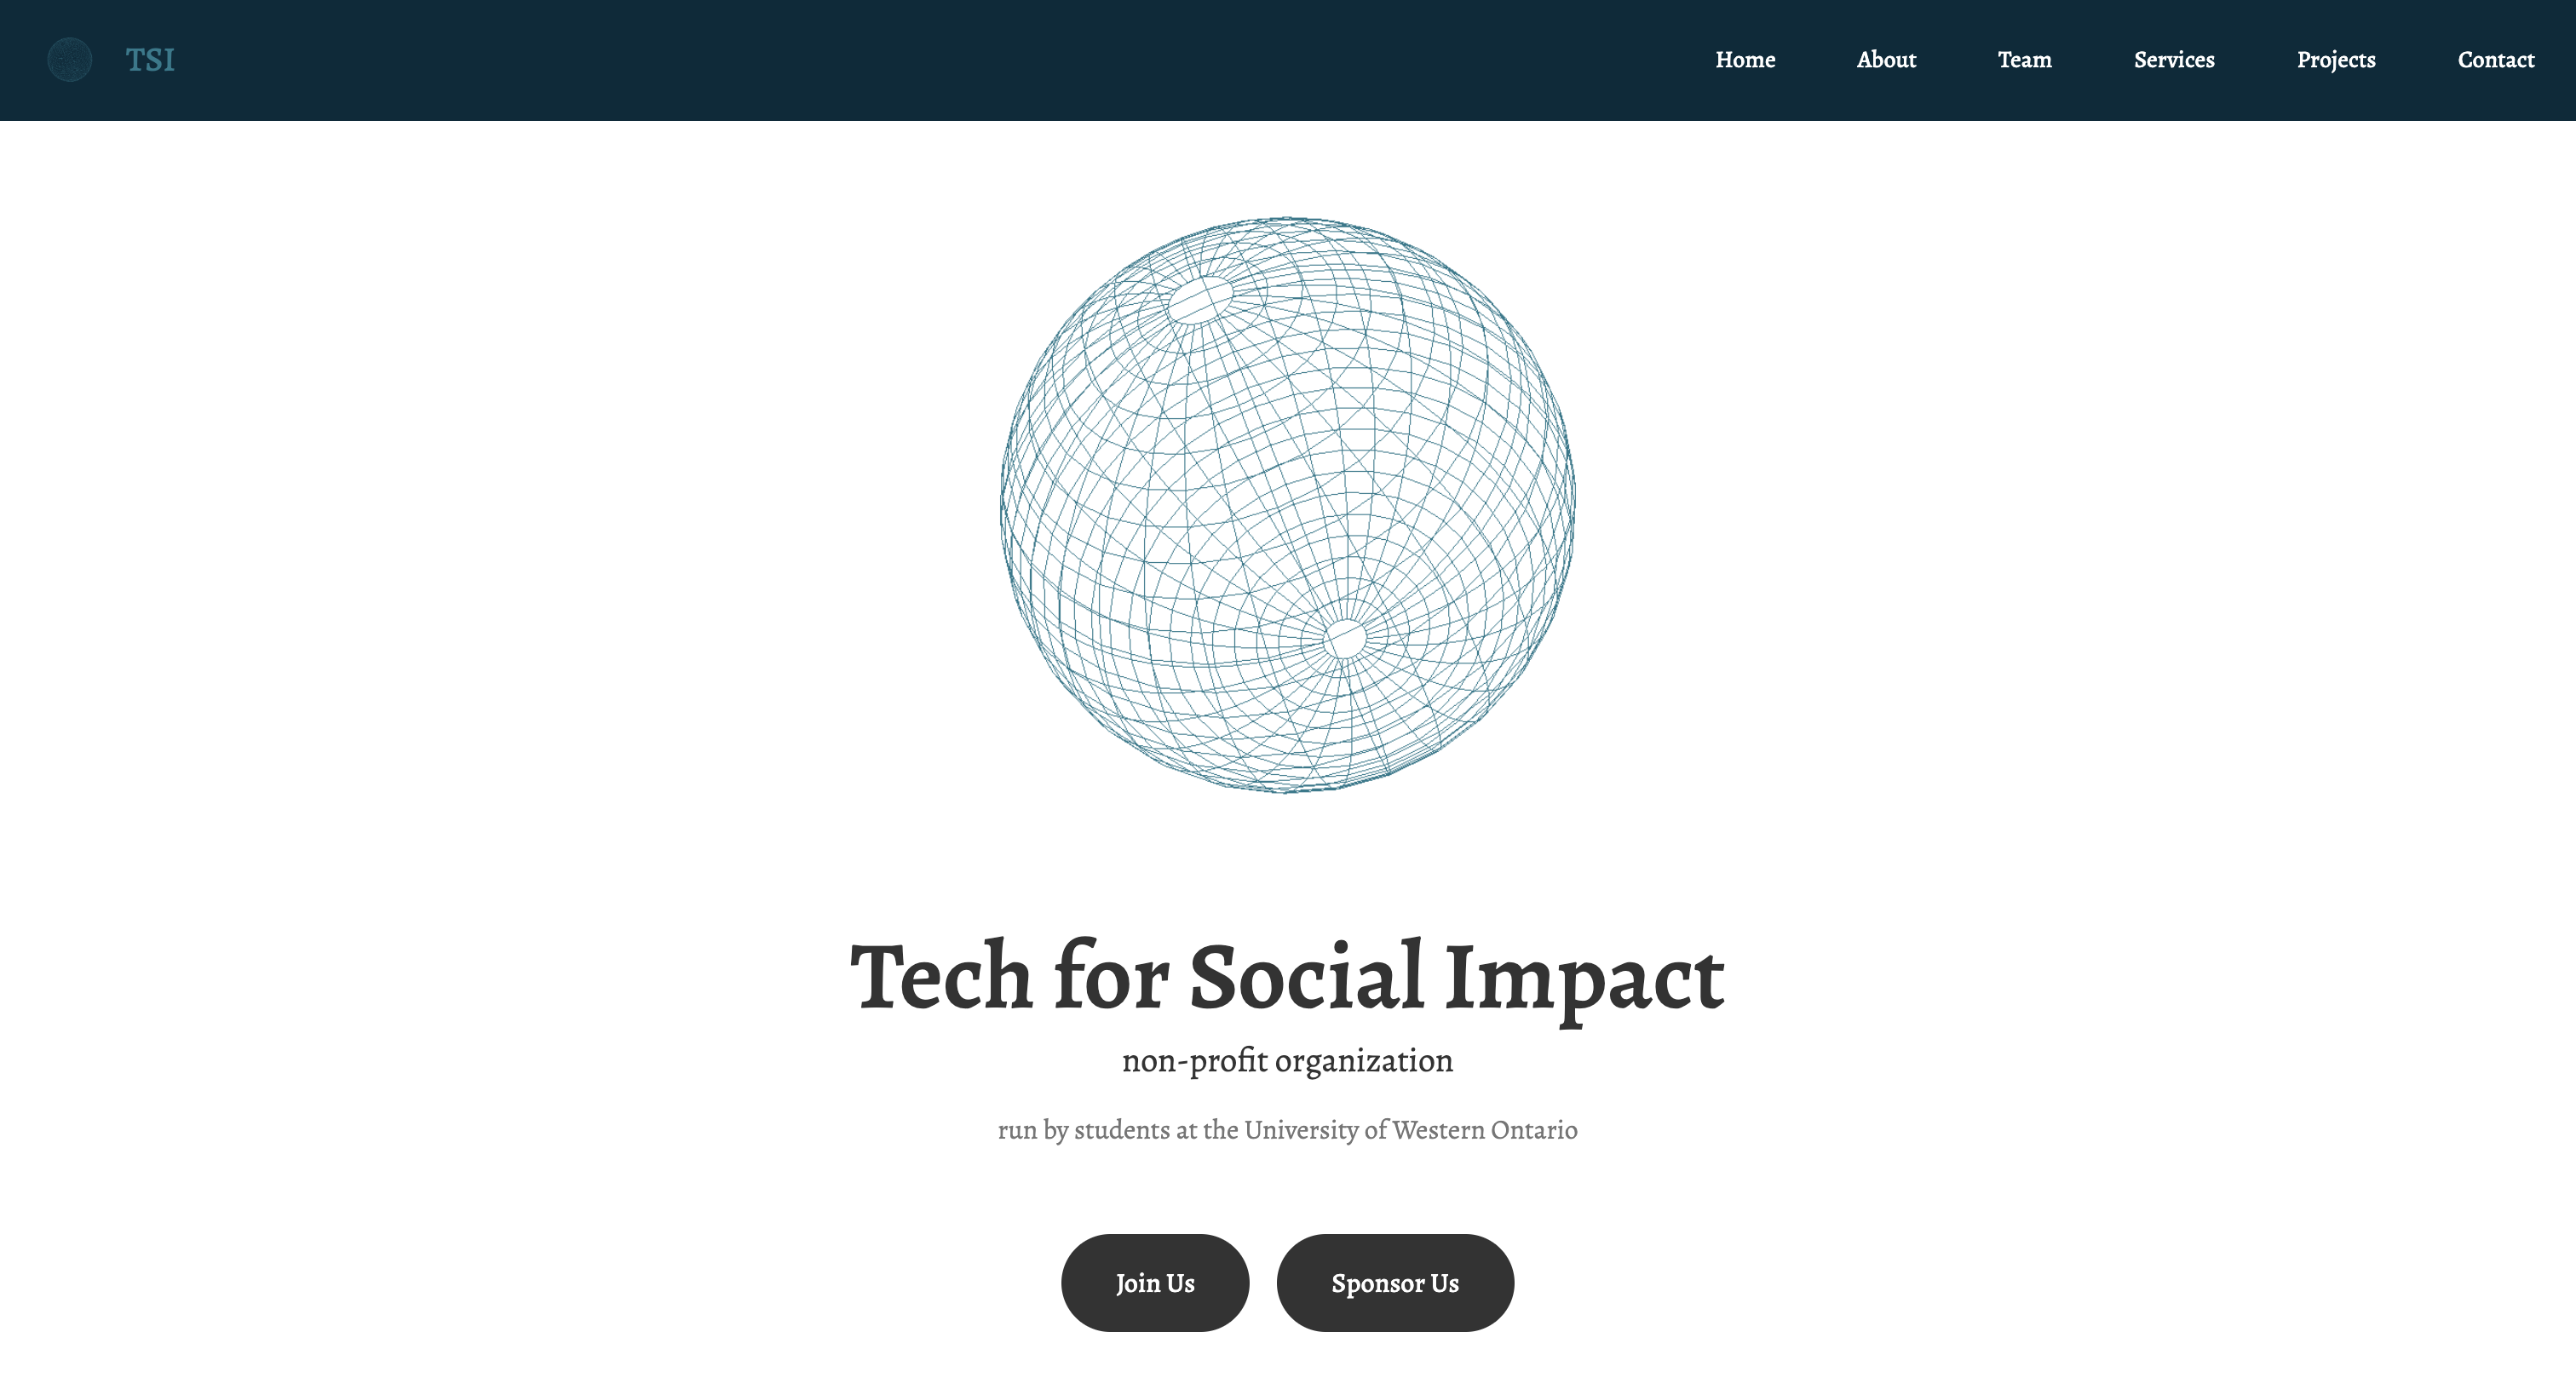 TSI
Home About Team Services Projects Contact
Tech for Social Impact
non-profit organization
run by students at the University of Western Ontario
Join Us
Sponsor Us